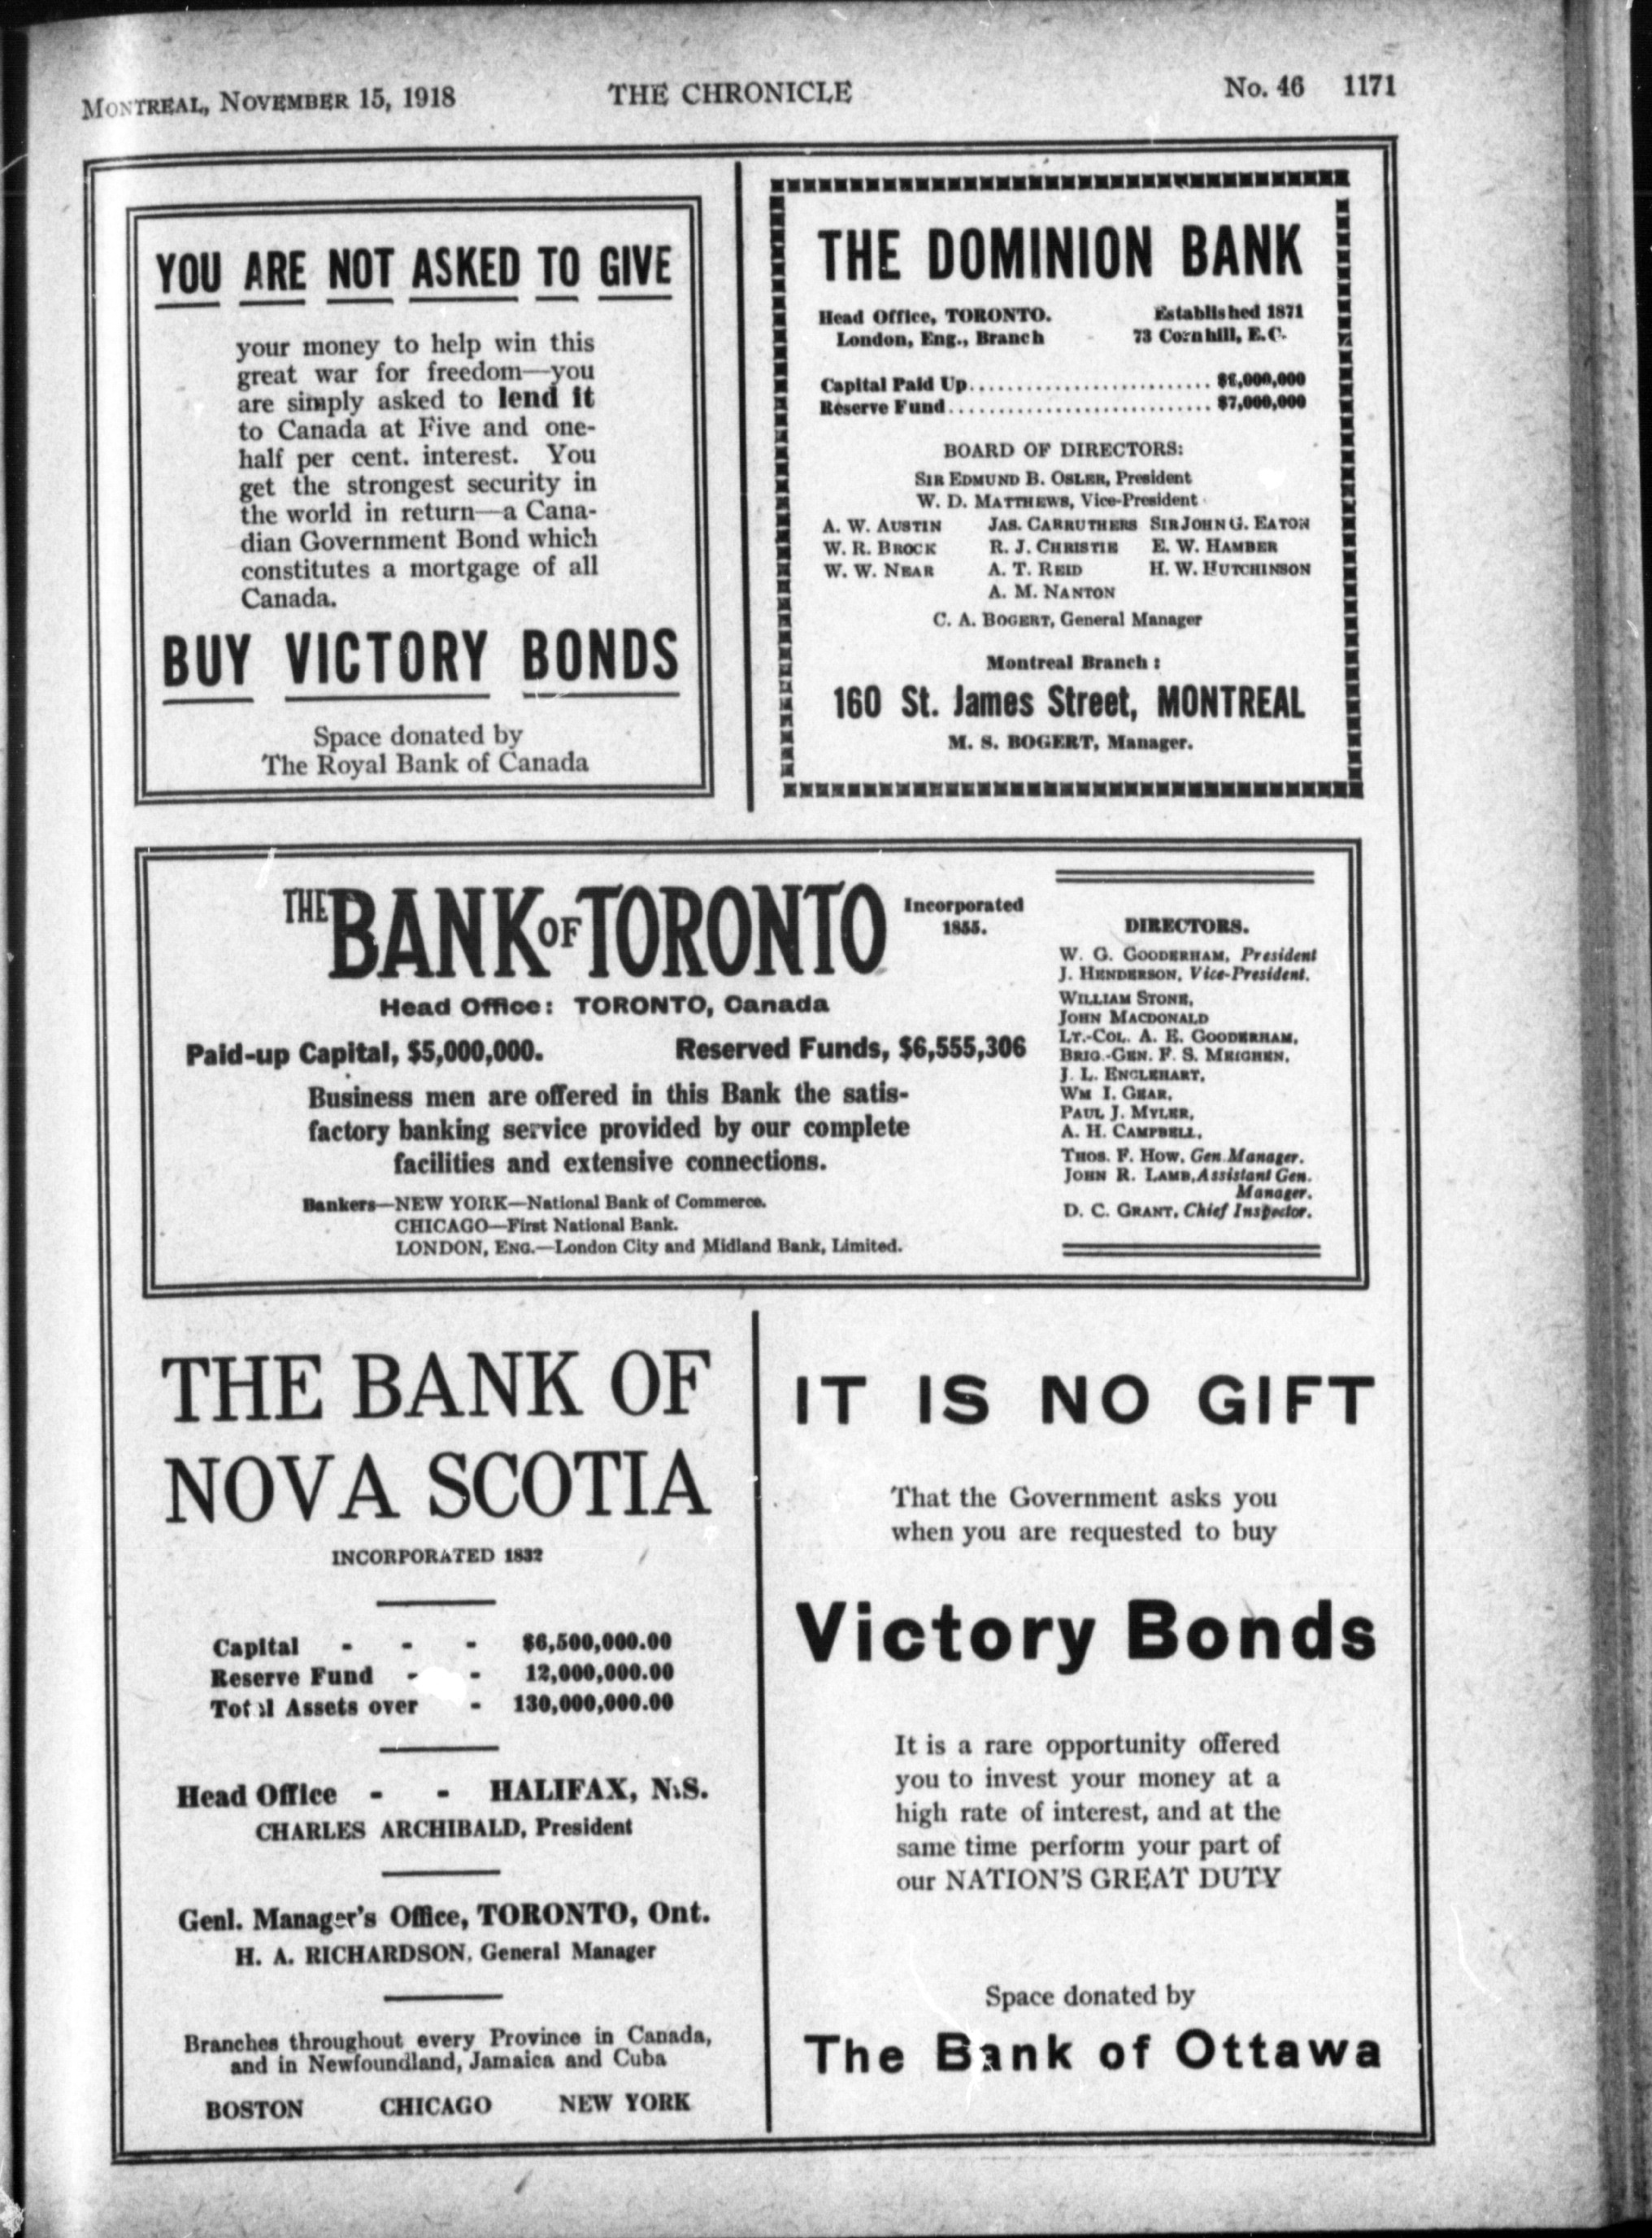 MONTREAL, NOVEMBER 15, 1918 THE CHRONICLE No. 46 1171
YOU ARE NOT ASKED TO GIVE
your money to help win this
great war for freedom—you
are simply asked to lend it
to Canada at Five and one-
half per cent. interest. You
get the strongest security in
the world in return—a Cana-
dian Government Bond which
constitutes a mortgage of all
Canada.
BUY VICTORY BONDS
Space donated by
The Royal Bank of Canada
THE DOMINION BANK
Head Office, TORONTO. Established 1871
London, Eng., Branch - 73 Cornhill, E.C.
Capital Paid Up......................... $6,000,000
Reserve Fund........................... $7,000,000
BOARD OF DIRECTORS:
SIR EDMUND B. OSLER, President
W. D. MATTHEWS, Vice-President
A. W. AUSTIN JAS. CARRUTHERS SIR JOHN G. EATON
W. R. BROCK R. J. CHRISTIE E. W. HAMBER
W. W. NEAR A. T. REID H. W. HUTCHINSON
A. M. NANTON
C. A. BOGERT, General Manager
Montreal Branch :
160 St. James Street, MONTREAL
M. S. BOGERT, Manager.
THE BANK OF TORONTO Incorporated
1855.
Head Office: TORONTO, Canada
Paid-up Capital, $5,000,000. Reserved Funds, $6,555,306
Business men are offered in this Bank the satis-
factory banking service provided by our complete
facilities and extensive connections.
Bankers—NEW YORK—National Bank of Commerce.
CHICAGO—First National Bank.
LONDON, ENG.—London City and Midland Bank, Limited.
DIRECTORS.
W. G. GOODERHAM, President
J. HENDERSON, Vice-President.
WILLIAM STONE,
JOHN MACDONALD
LT.-COL. A. E. GOODERHAM,
BRIG.-GEN. F. S. MEIGHEN,
J. L. ENGLEHART,
WM I. GEAR,
PAUL J. MYLER,
A. H. CAMPBELL,
THOS. F. HOW, Gen. Manager.
JOHN R. LAMB, Assistant Gen.
Manager.
D. C. GRANT, Chief Inspector.
THE BANK OF
NOVA SCOTIA
INCORPORATED 1832
Capital - - - $6,500,000.00
Reserve Fund - - 12,000,000.00
Total Assets over - 130,000,000.00
Head Office - - HALIFAX, N.S.
CHARLES ARCHIBALD, President
Genl. Manager's Office, TORONTO, Ont.
H. A. RICHARDSON, General Manager
Branches throughout every Province in Canada,
and in Newfoundland, Jamaica and Cuba
BOSTON CHICAGO NEW YORK
IT IS NO GIFT
That the Government asks you
when you are requested to buy
Victory Bonds
It is a rare opportunity offered
you to invest your money at a
high rate of interest, and at the
same time perform your part of
our NATION'S GREAT DUTY
Space donated by
The Bank of Ottawa